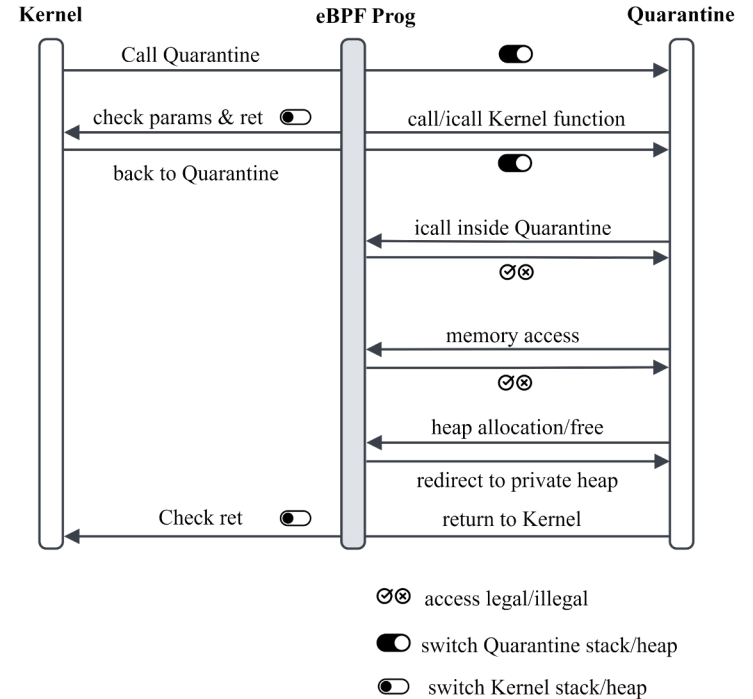 Kernel eBPF Prog Quarantine
Call Quarantine
check params & ret call/icall Kernel function
back to Quarantine
icall inside Quarantine
memory access
heap allocation/free
redirect to private heap
Check ret return to Kernel
access legal/illegal
switch Quarantine stack/heap
switch Kernel stack/heap